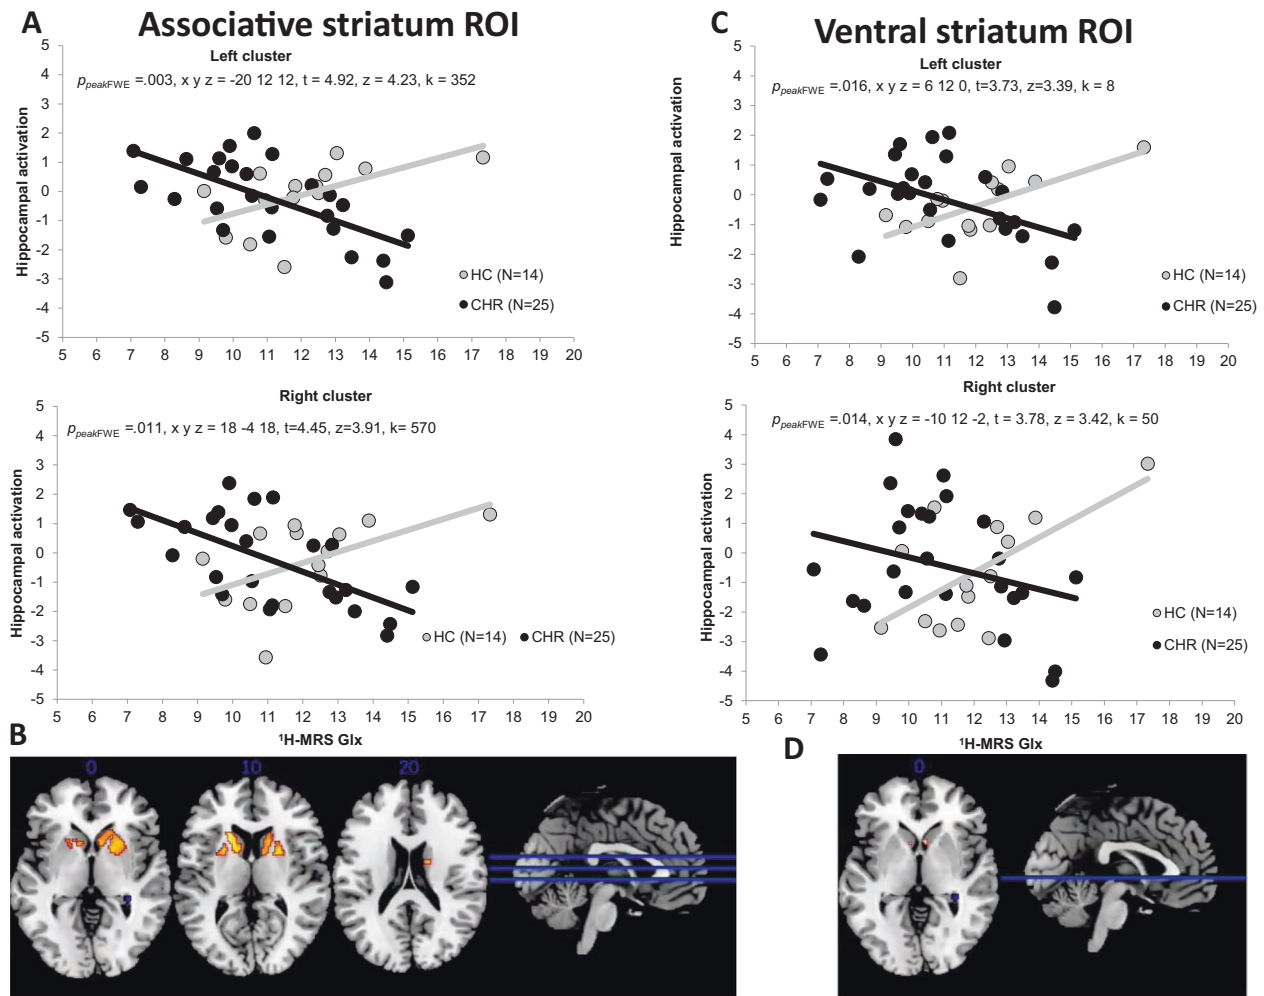 A
Associative striatum ROI
Left cluster
p peakFWE =.003, x y z = -20 12 12, t = 4.92, z = 4.23, k = 352
Hippocampal activation
5
4
3
2
1
0
-1
-2
-3
-4
-5
HC (N=14)
CHR (N=25)
5 6 7 8 9 10 11 12 13 14 15 16 17 18 19 20
Right cluster
p peakFWE =.011, x y z = 18 -4 18, t=4.45, z=3.91, k= 570
Hippocampal activation
5
4
3
2
1
0
-1
-2
-3
-4
-5
HC (N=14) CHR (N=25)
5 6 7 8 9 10 11 12 13 14 15 16 17 18 19 20
¹H-MRS Glx
C
Ventral striatum ROI
Left cluster
p peakFWE =.016, x y z = 6 12 0, t=3.73, z=3.39, k = 8
Hippocampal activation
5
4
3
2
1
0
-1
-2
-3
-4
-5
HC (N=14)
CHR (N=25)
5 6 7 8 9 10 11 12 13 14 15 16 17 18 19 20
Right cluster
p peakFWE =.014, x y z = -10 12 -2, t = 3.78, z = 3.42, k = 50
Hippocampal activation
5
4
3
2
1
0
-1
-2
-3
-4
-5
HC (N=14)
CHR (N=25)
5 6 7 8 9 10 11 12 13 14 15 16 17 18 19 20
¹H-MRS Glx
B
0 10 20
D
0